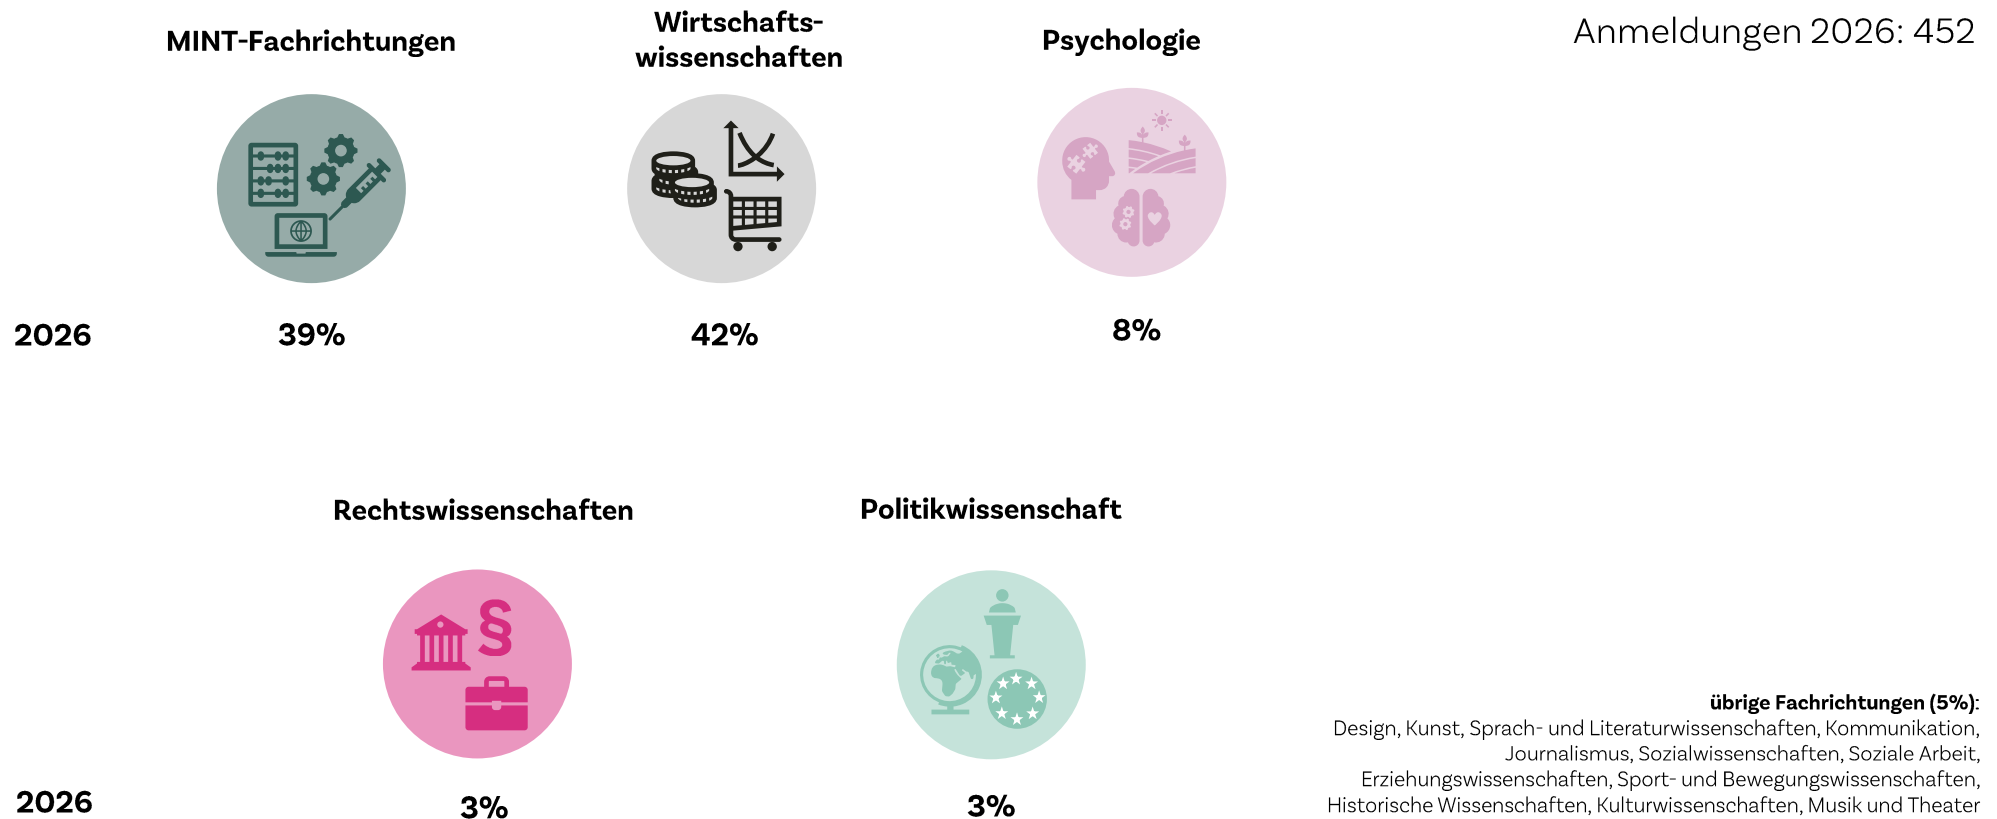 MINT-Fachrichtungen
Wirtschafts-
wissenschaften
Psychologie
Anmeldungen 2026: 452
2026
39%
42%
8%
Rechtswissenschaften
Politikwissenschaft
§
2026
3%
3%
übrige Fachrichtungen (5%):
Design, Kunst, Sprach- und Literaturwissenschaften, Kommunikation,
Journalismus, Sozialwissenschaften, Soziale Arbeit,
Erziehungswissenschaften, Sport- und Bewegungswissenschaften,
Historische Wissenschaften, Kulturwissenschaften, Musik und Theater